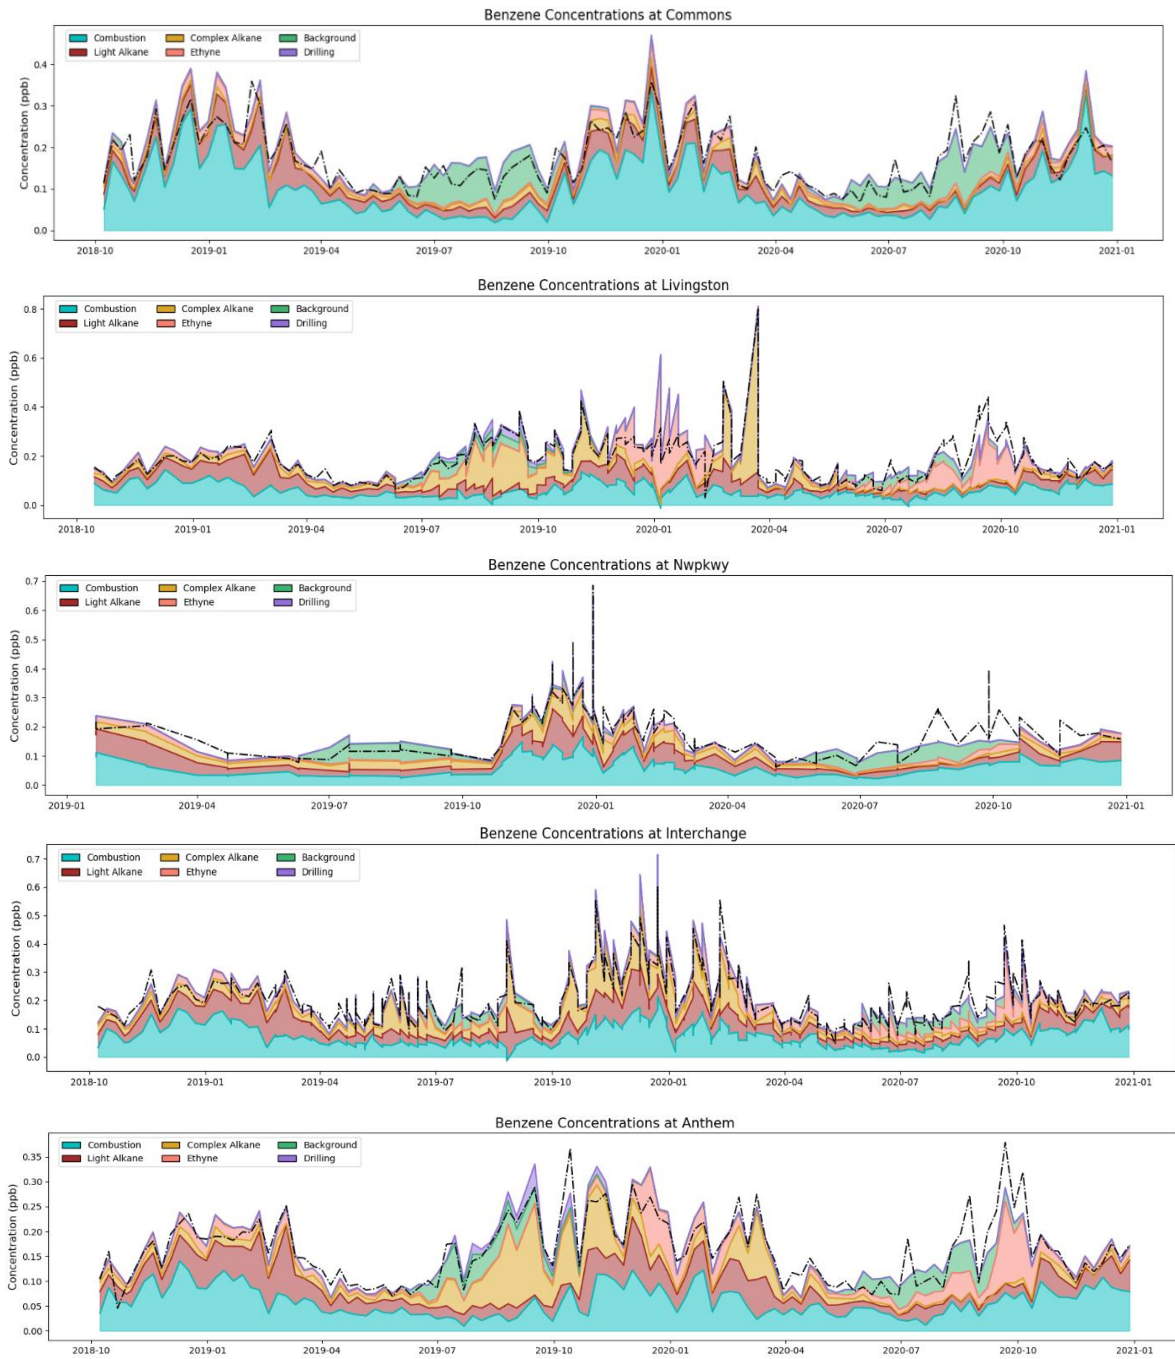 Benzene Concentrations at Commons
Combustion Complex Alkane Background
Light Alkane Ethyne Drilling
Concentration (ppb)
0.4
0.3
0.2
0.1
0.0
2018-10 2019-01 2019-04 2019-07 2019-10 2020-01 2020-04 2020-07 2020-10 2021-01
Benzene Concentrations at Livingston
Combustion Complex Alkane Background
Light Alkane Ethyne Drilling
Concentration (ppb)
0.8
0.6
0.4
0.2
0.0
2018-10 2019-01 2019-04 2019-07 2019-10 2020-01 2020-04 2020-07 2020-10 2021-01
Benzene Concentrations at Nwpkwy
Combustion Complex Alkane Background
Light Alkane Ethyne Drilling
Concentration (ppb)
0.7
0.6
0.5
0.4
0.3
0.2
0.1
0.0
2019-01 2019-04 2019-07 2019-10 2020-01 2020-04 2020-07 2020-10 2021-01
Benzene Concentrations at Interchange
Combustion Complex Alkane Background
Light Alkane Ethyne Drilling
Concentration (ppb)
0.7
0.6
0.5
0.4
0.3
0.2
0.1
0.0
2018-10 2019-01 2019-04 2019-07 2019-10 2020-01 2020-04 2020-07 2020-10 2021-01
Benzene Concentrations at Anthem
Combustion Complex Alkane Background
Light Alkane Ethyne Drilling
Concentration (ppb)
0.35
0.30
0.25
0.20
0.15
0.10
0.05
0.00
2018-10 2019-01 2019-04 2019-07 2019-10 2020-01 2020-04 2020-07 2020-10 2021-01